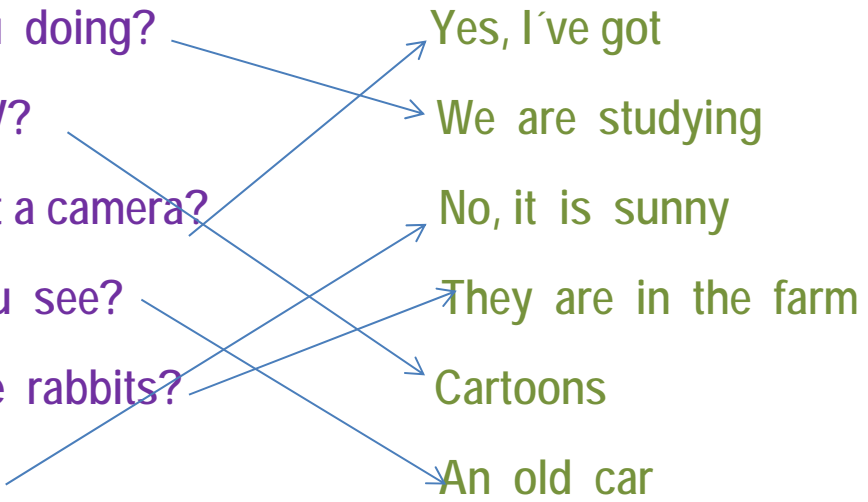 doing? Yes, I´ve got
? We are studying
a camera? No, it is sunny
see? They are in the farm
rabbits? Cartoons
An old car